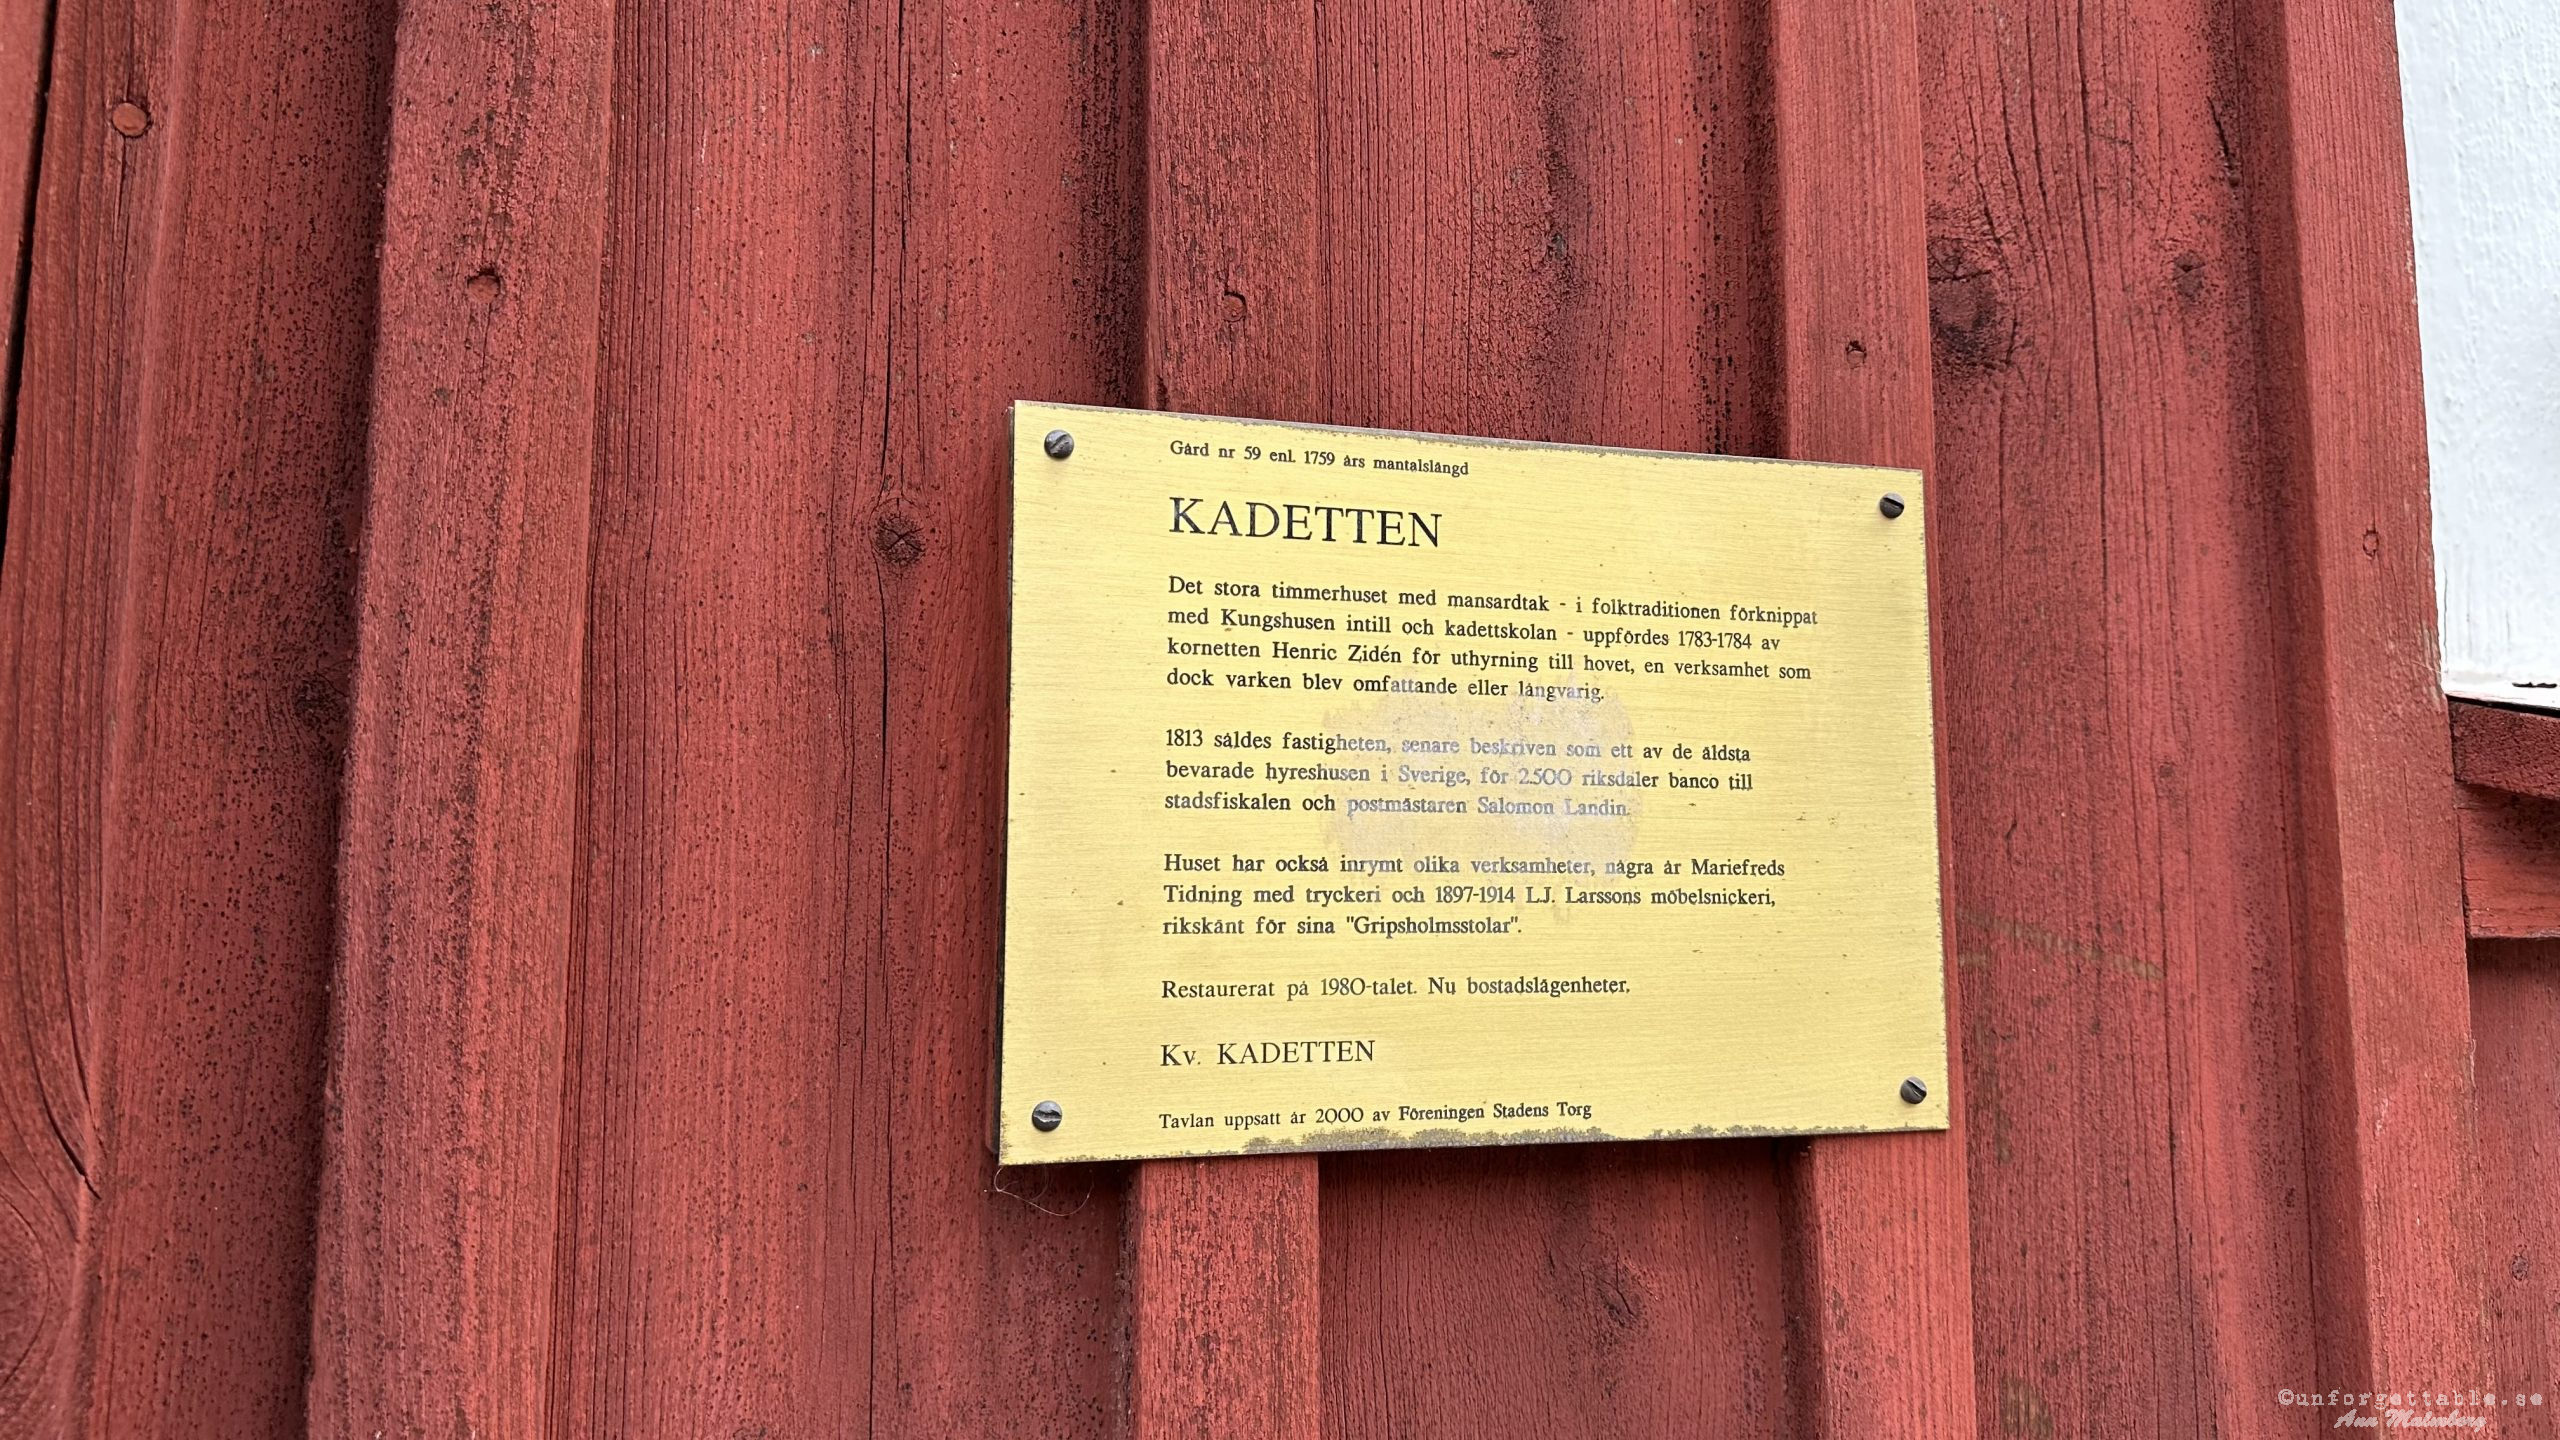 Gård nr 59 enl. 1759 års mantalslängd
KADETTEN
Det stora timmerhuset med mansardtak - i folktraditionen förknippat
med Kungshusen intill och kadettskolan - uppfördes 1783-1784 av
kornetten Henric Zidén för uthyrning till hovet, en verksamhet som
dock varken blev omfattande eller långvarig.
1813 såldes fastigheten, senare beskriven som ett av de äldsta
bevarade hyreshusen i Sverige, för 2.500 riksdaler banco till
stadsfiskalen och postmästaren Salomon Landin.
Huset har också inrymt olika verksamheter, några år Mariefreds
Tidning med tryckeri och 1897-1914 L.J. Larssons möbelsnickeri,
rikskänt för sina "Gripsholmsstolar".
Restaurerat på 1980-talet. Nu bostadslägenheter.
Kv. KADETTEN
Tavlan uppsatt år 2000 av Föreningen Stadens Torg
©unforgettable.se
Ann Malmberg